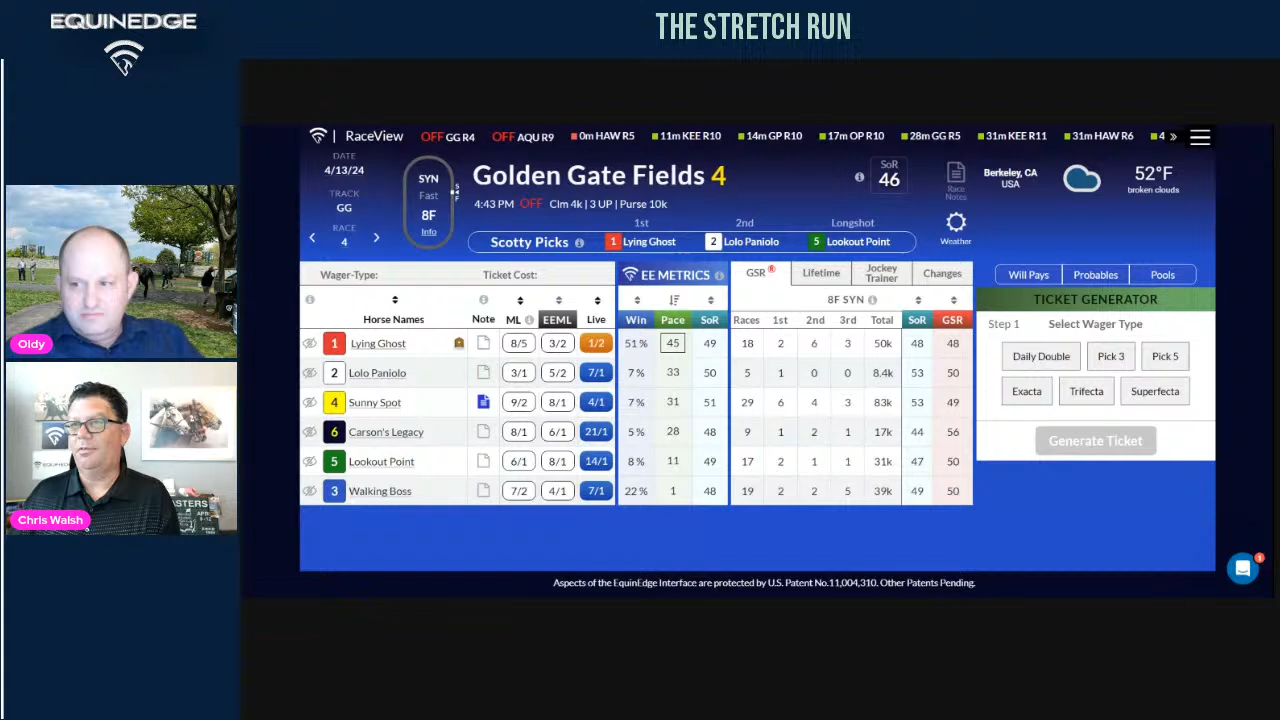 EQUINEDGE
THE STRETCH RUN
RaceView
OFF GG R4
OFF AQU R9
0m HAW R5
11m KEE R10
14m GP R10
17m OP R10
28m GG R5
31m KEE R11
31m HAW R6
4 »
DATE
4/13/24
TRACK
GG
RACE
4
SYN
Fast
8F
Info
Golden Gate Fields 4
4:43 PM OFF Clm 4k | 3 UP | Purse 10k
SoR
46
Race Notes
Weather
Berkeley, CA
USA
52°F
broken clouds
1st 2nd Longshot
Scotty Picks 1 Lying Ghost 2 Lolo Paniolo 5 Lookout Point
Wager-Type: Ticket Cost:
EE METRICS
GSR®
Lifetime
Jockey Trainer
Changes
8F SYN
Horse Names Note ML EEML Live Win Pace SoR Races 1st 2nd 3rd Total SoR GSR
1 Lying Ghost 8/5 3/2 1/2 51% 45 49 18 2 6 3 50k 48 48
2 Lolo Paniolo 3/1 5/2 7/1 7% 33 50 5 1 0 0 8.4k 53 50
4 Sunny Spot 9/2 8/1 4/1 7% 31 51 29 6 4 3 83k 53 49
6 Carson's Legacy 8/1 6/1 21/1 5% 28 48 9 1 2 1 17k 44 56
5 Lookout Point 6/1 8/1 14/1 8% 11 49 17 2 1 1 31k 47 50
3 Walking Boss 7/2 4/1 7/1 22% 1 48 19 2 2 5 39k 49 50
Will Pays Probables Pools
TICKET GENERATOR
Step 1 Select Wager Type
Daily Double Pick 3 Pick 5
Exacta Trifecta Superfecta
Generate Ticket
Aspects of the EquinEdge Interface are protected by U.S. Patent No.11,004,310. Other Patents Pending.
1
Oldy
Chris Walsh